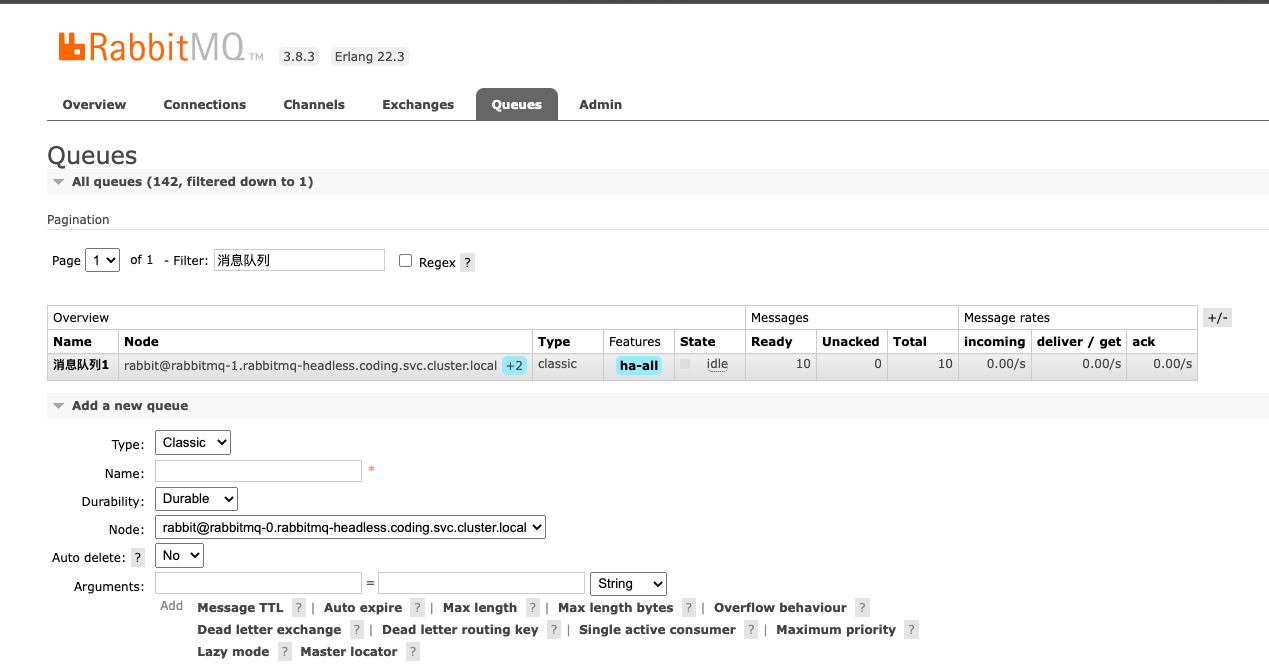 RabbitMQ TM 3.8.3 Erlang 22.3
Overview Connections Channels Exchanges Queues Admin
Queues
All queues (142, filtered down to 1)
Pagination
Page 1 of 1 - Filter: 消息队列 Regex ?
Overview Messages Message rates +/-
Name Node Type Features State Ready Unacked Total incoming deliver / get ack
消息队列1 rabbit@rabbitmq-1.rabbitmq-headless.coding.svc.cluster.local +2 classic ha-all idle 10 0 10 0.00/s 0.00/s 0.00/s
Add a new queue
Type: Classic
Name: *
Durability: Durable
Node: rabbit@rabbitmq-0.rabbitmq-headless.coding.svc.cluster.local
Auto delete: ? No
Arguments: = String
Add Message TTL ? | Auto expire ? | Max length ? | Max length bytes ? | Overflow behaviour ?
Dead letter exchange ? | Dead letter routing key ? | Single active consumer ? | Maximum priority ?
Lazy mode ? Master locator ?